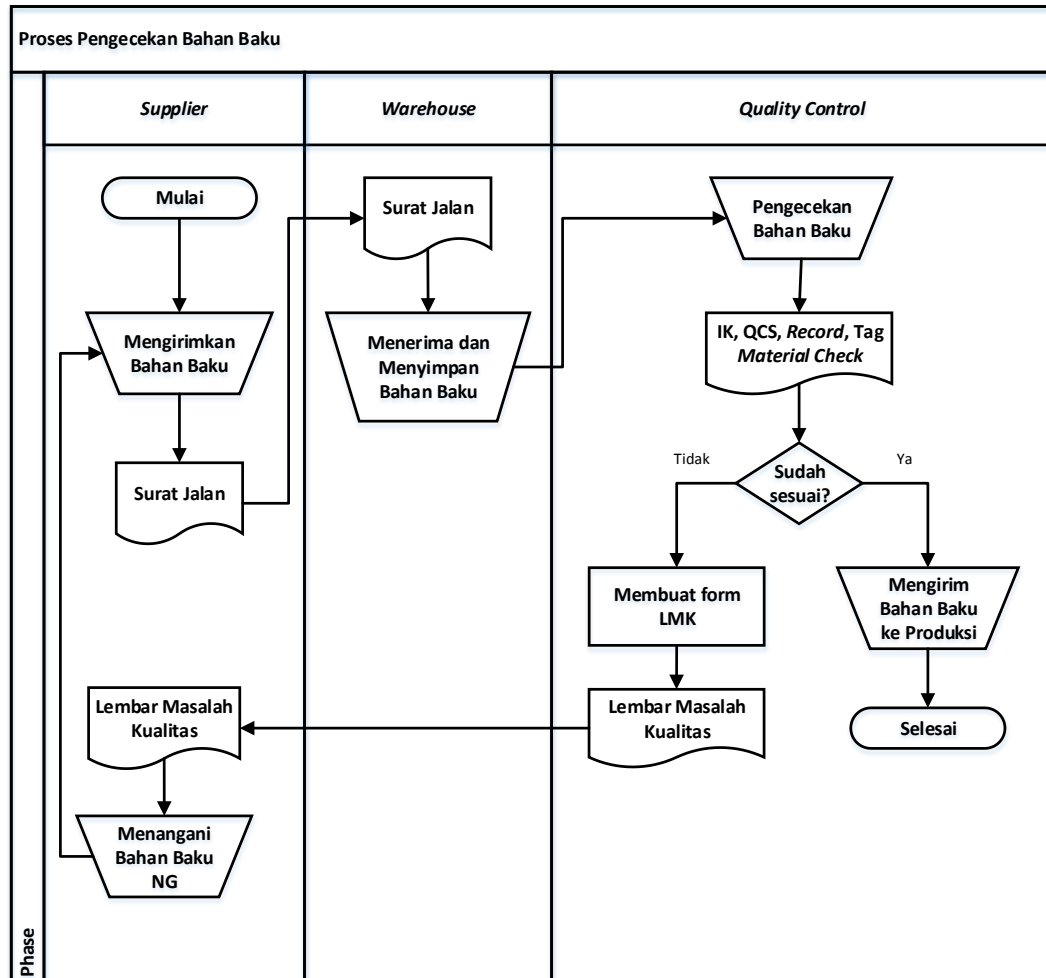 Proses Pengecekan Bahan Baku
Supplier
Warehouse
Quality Control
Mulai
Mengirimkan
Bahan Baku
Surat Jalan
Surat Jalan
Menerima dan
Menyimpan
Bahan Baku
Pengecekan
Bahan Baku
IK, QCS, Record, Tag
Material Check
Sudah
sesuai?
Tidak
Ya
Membuat form
LMK
Lembar Masalah
Kualitas
Mengirim
Bahan Baku
ke Produksi
Selesai
Lembar Masalah
Kualitas
Menangani
Bahan Baku
NG
Phase